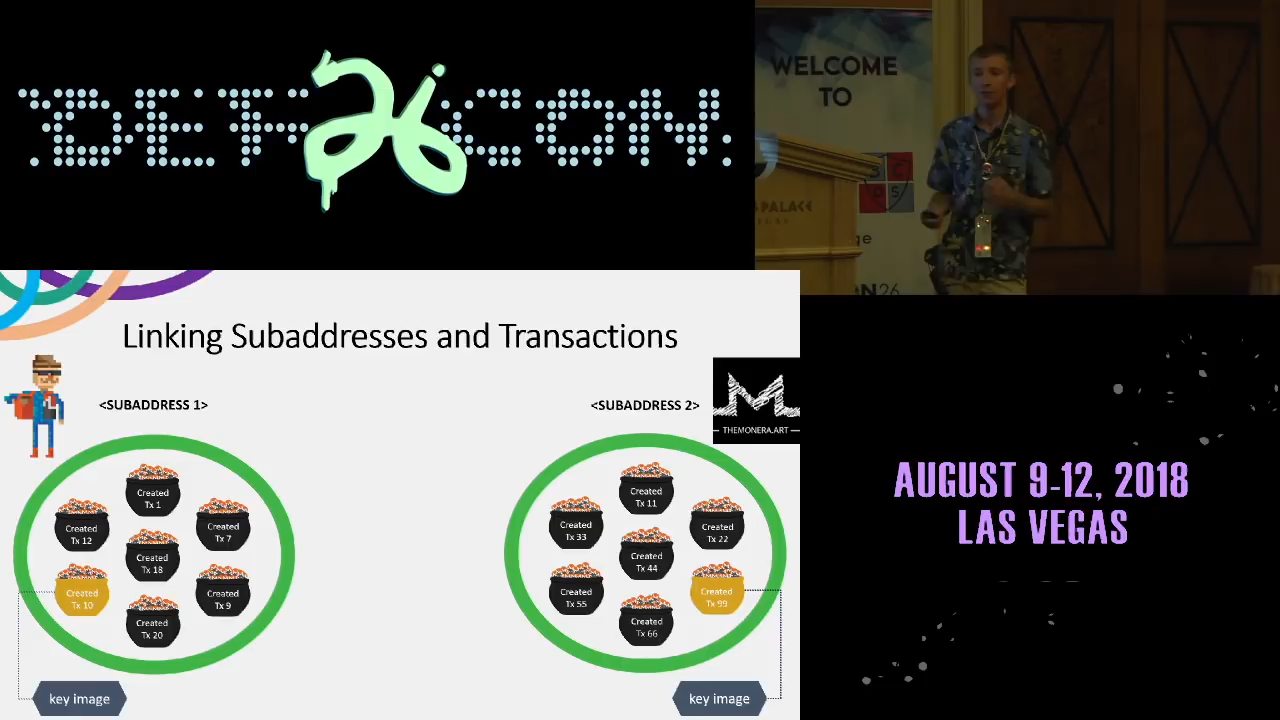 DEF CON
26
WELCOME
TO
PALACE
26
Linking Subaddresses and Transactions
<SUBADDRESS 1>
<SUBADDRESS 2>
THEMONERA.ART
Created
Tx 1
Created
Tx 12
Created
Tx 7
Created
Tx 18
Created
Tx 10
Created
Tx 9
Created
Tx 20
key image
Created
Tx 11
Created
Tx 33
Created
Tx 22
Created
Tx 44
Created
Tx 55
Created
Tx 99
Created
Tx 66
key image
AUGUST 9-12, 2018
LAS VEGAS